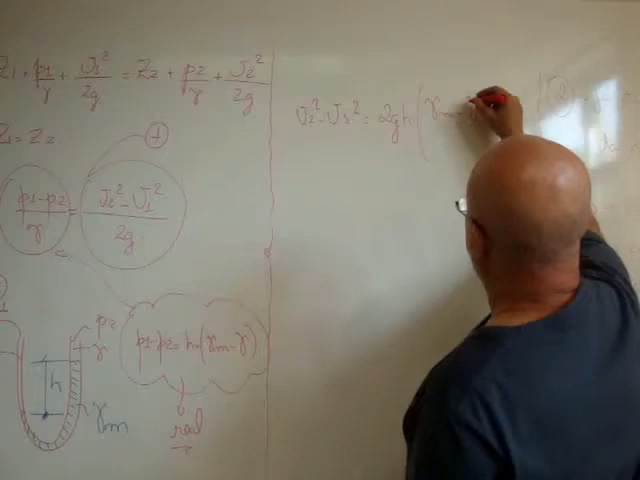 Z1 + p1/γ + V1²/2g = Z2 + p2/γ + V2²/2g
Z1 = Z2
1
(p1-p2)/γ = (V2² - V1²)/2g
p2
γ
h
γm
p1-p2 = h (γm-γ)
real
V2² - V1² = 2gh (γm-